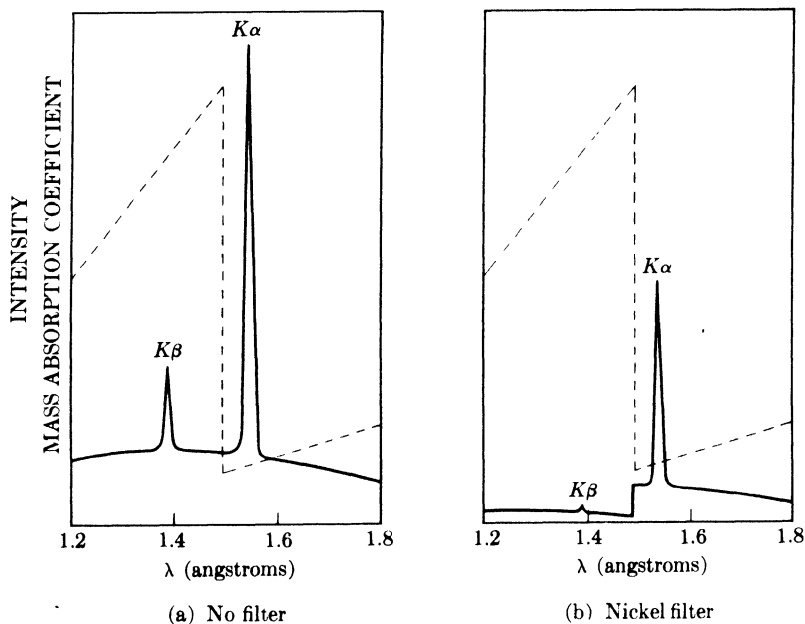 INTENSITY
MASS ABSORPTION COEFFICIENT
Kα
Kβ
1.2 1.4 1.6 1.8
λ (angstroms)
(a) No filter
Kα
Kβ
1.2 1.4 1.6 1.8
λ (angstroms)
(b) Nickel filter